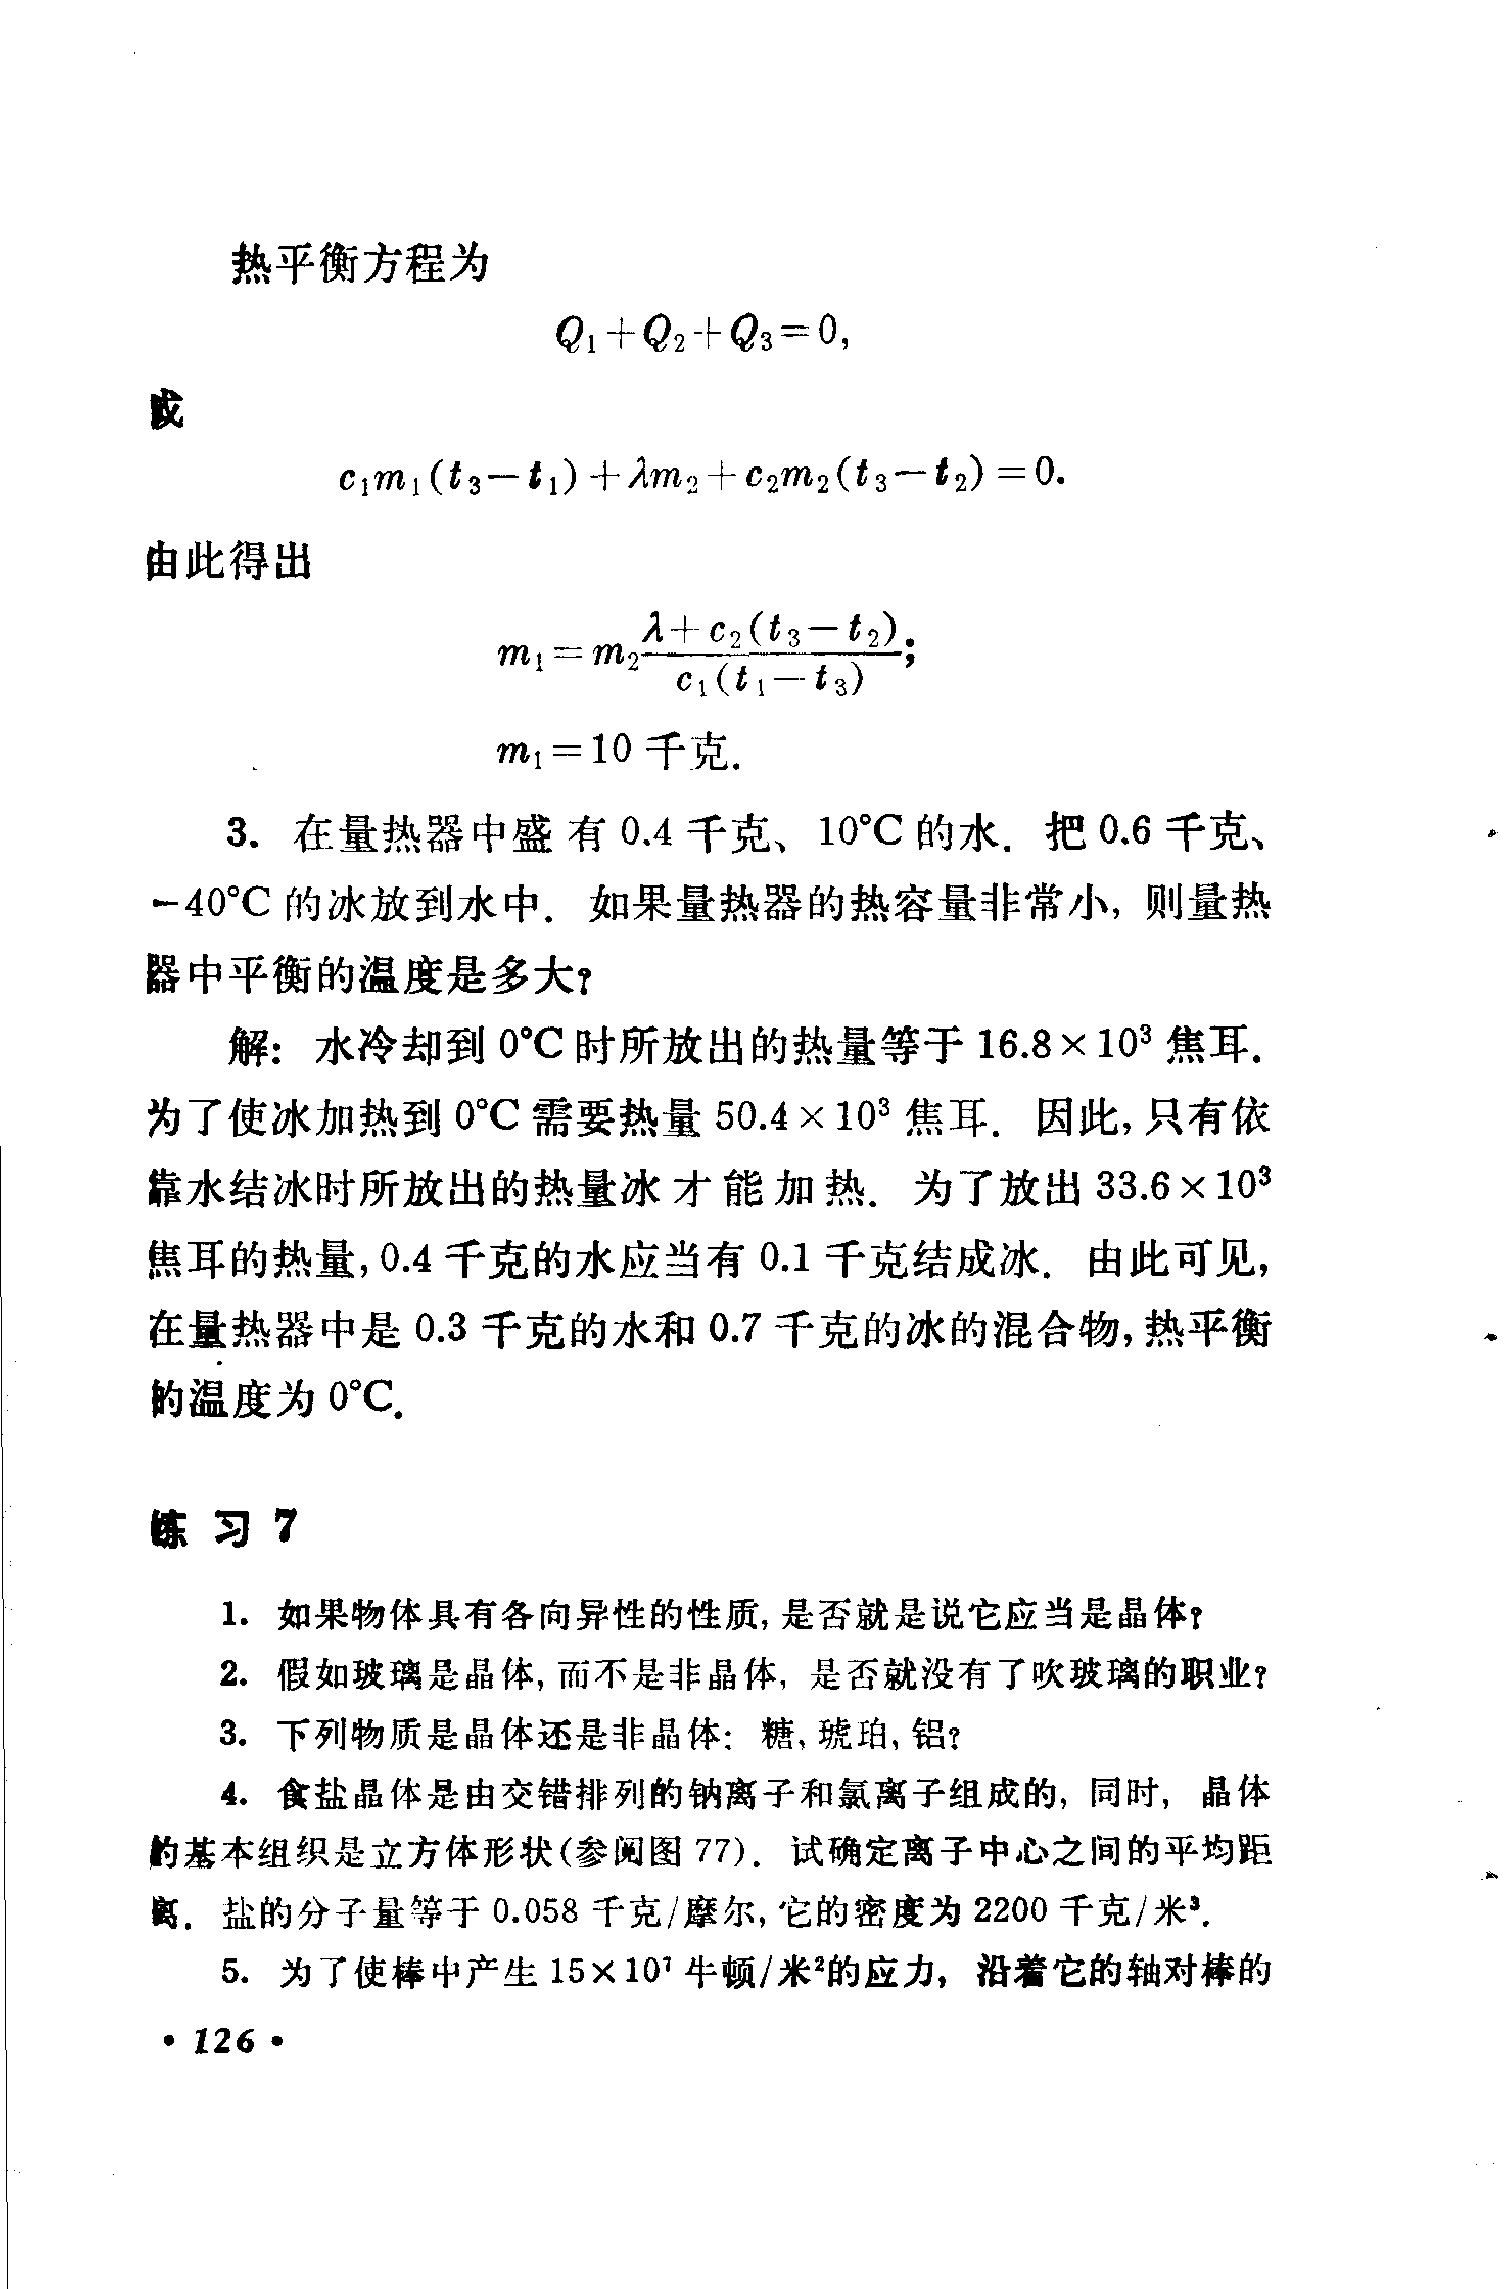 热平衡方程为
Q₁+Q₂+Q₃=0,
或
c₁m₁(t₃-t₁)+λm₂+c₂m₂(t₃-t₂)=0.
由此得出
m₁=m₂ (λ+c₂(t₃-t₂))/(c₁(t₁-t₃));
m₁=10 千克.
3. 在量热器中盛有 0.4 千克、10°C 的水. 把 0.6 千克、
-40°C 的冰放到水中. 如果量热器的热容量非常小, 则量热
器中平衡的温度是多大?
解: 水冷却到 0°C 时所放出的热量等于 16.8×10³ 焦耳.
为了使冰加热到 0°C 需要热量 50.4×10³ 焦耳. 因此, 只有依
靠水结冰时所放出的热量冰才能加热. 为了放出 33.6×10³
焦耳的热量, 0.4 千克的水应当有 0.1 千克结成冰. 由此可见,
在量热器中是 0.3 千克的水和 0.7 千克的冰的混合物, 热平衡
的温度为 0°C.
练习 7
1. 如果物体具有各向异性的性质, 是否就是说它应当是晶体?
2. 假如玻璃是晶体, 而不是非晶体, 是否就没有了吹玻璃的职业?
3. 下列物质是晶体还是非晶体: 糖, 琥珀, 铝?
4. 食盐晶体是由交错排列的钠离子和氯离子组成的, 同时, 晶体
的基本组织是立方体形状(参阅图 77). 试确定离子中心之间的平均距
离. 盐的分子量等于 0.058 千克/摩尔, 它的密度为 2200 千克/米³.
5. 为了使棒中产生 15×10⁷ 牛顿/米²的应力, 沿着它的轴对棒的
• 126 •